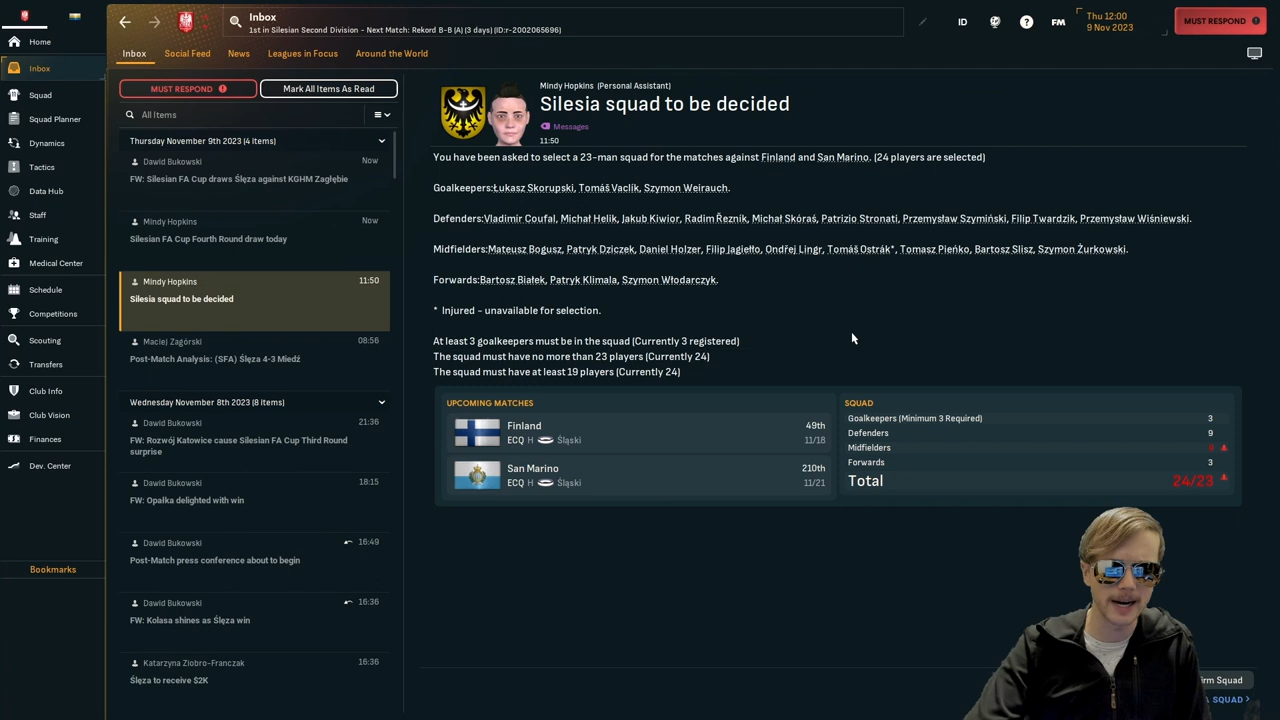 Inbox
1st in Silesian Second Division - Next Match: Rekord B-B (A) (3 days) (ID:r-2002065696)
ID
FM
Thu 12:00
9 Nov 2023
MUST RESPOND
Home
Inbox
Squad
Squad Planner
Dynamics
Tactics
Data Hub
Staff
Training
Medical Center
Schedule
Competitions
Scouting
Transfers
Club Info
Club Vision
Finances
Dev. Center
Bookmarks
Inbox
Social Feed
News
Leagues in Focus
Around the World
MUST RESPOND
Mark All Items As Read
All Items
Thursday November 9th 2023 (4 Items)
Dawid Bukowski Now
FW: Silesian FA Cup draws Ślęza against KGHM Zagłębie
Mindy Hopkins Now
Silesian FA Cup Fourth Round draw today
Mindy Hopkins 11:50
Silesia squad to be decided
Maciej Zagórski 08:56
Post-Match Analysis: (SFA) Ślęza 4-3 Miedź
Wednesday November 8th 2023 (8 Items)
Dawid Bukowski 21:36
FW: Rozwój Katowice cause Silesian FA Cup Third Round
surprise
Dawid Bukowski 18:15
FW: Opałka delighted with win
Dawid Bukowski 16:49
Post-Match press conference about to begin
Dawid Bukowski 16:36
FW: Kolasa shines as Ślęza win
Katarzyna Ziobro-Franczak 16:36
Ślęza to receive $2K
Mindy Hopkins (Personal Assistant)
Silesia squad to be decided
Messages
11:50
You have been asked to select a 23-man squad for the matches against Finland and San Marino. (24 players are selected)
Goalkeepers:Łukasz Skorupski, Tomáš Vaclík, Szymon Weirauch.
Defenders:Vladimir Coufal, Michał Helik, Jakub Kiwior, Radim Řezník, Michał Skóraś, Patrizio Stronati, Przemysław Szymiński, Filip Twardzik, Przemysław Wiśniewski.
Midfielders:Mateusz Bogusz, Patryk Dziczek, Daniel Holzer, Filip Jagiełło, Ondřej Lingr, Tomáš Ostrák*, Tomasz Pieńko, Bartosz Slisz, Szymon Żurkowski.
Forwards:Bartosz Białek, Patryk Klimala, Szymon Włodarczyk.
* Injured - unavailable for selection.
At least 3 goalkeepers must be in the squad (Currently 3 registered)
The squad must have no more than 23 players (Currently 24)
The squad must have at least 19 players (Currently 24)
UPCOMING MATCHES
Finland 49th
ECQ H Śląski 11/18
San Marino 210th
ECQ H Śląski 11/21
SQUAD
Goalkeepers (Minimum 3 Required) 3
Defenders 9
Midfielders 9
Forwards 3
Total 24/23
Squad
SQUAD